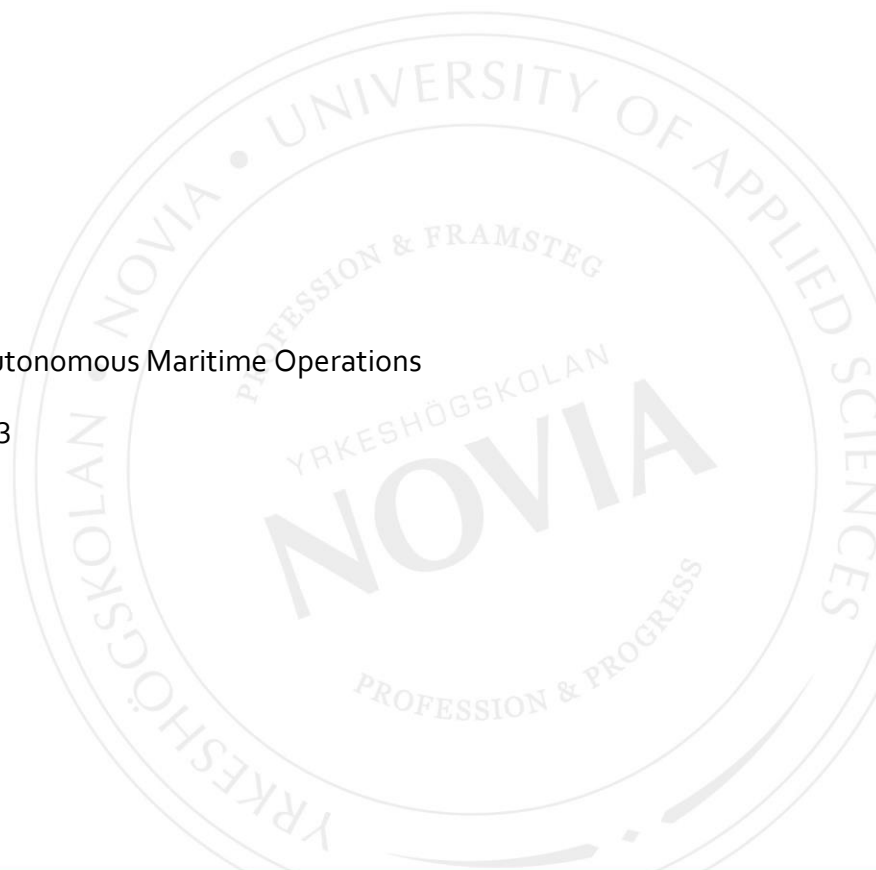 utonomous Maritime Operations
3
UNIVERSITY OF APPLIED SCIENCES
YRKESHÖGSKOLAN • NOVIA •
PROFESSION & FRAMSTEG
YRKESHÖGSKOLAN
NOVIA
PROFESSION & PROGRESS